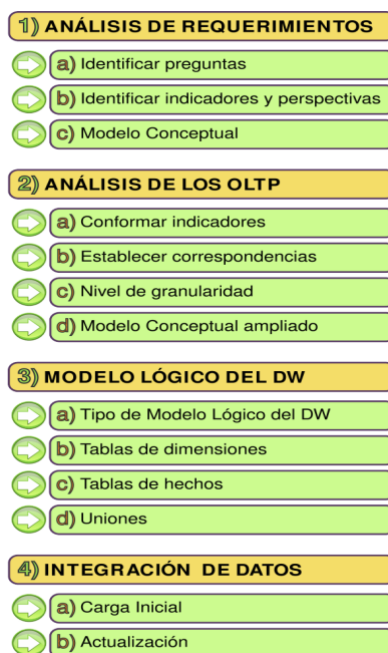 1) ANÁLISIS DE REQUERIMIENTOS
a) Identificar preguntas
b) Identificar indicadores y perspectivas
c) Modelo Conceptual
2) ANÁLISIS DE LOS OLTP
a) Conformar indicadores
b) Establecer correspondencias
c) Nivel de granularidad
d) Modelo Conceptual ampliado
3) MODELO LÓGICO DEL DW
a) Tipo de Modelo Lógico del DW
b) Tablas de dimensiones
c) Tablas de hechos
d) Uniones
4) INTEGRACIÓN DE DATOS
a) Carga Inicial
b) Actualización